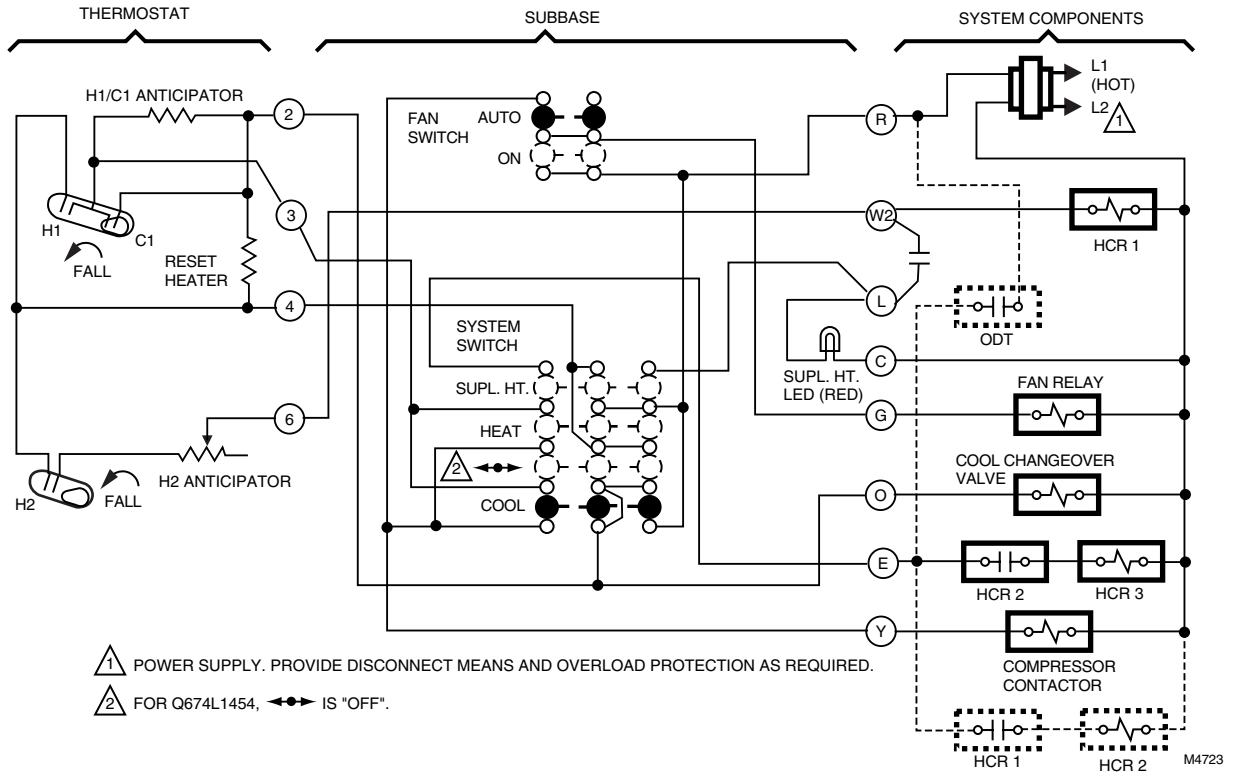 THERMOSTAT
SUBBASE
SYSTEM COMPONENTS
H1/C1 ANTICIPATOR
2
FAN
SWITCH
AUTO
ON
R
L1
(HOT)
L2
1
3
H1
C1
FALL
RESET
HEATER
W2
HCR 1
4
L
ODT
SYSTEM
SWITCH
SUPL. HT.
HEAT
2
COOL
SUPL. HT.
LED (RED)
C
FAN RELAY
G
6
H2 ANTICIPATOR
H2
FALL
COOL CHANGEOVER
VALVE
O
E
HCR 2
HCR 3
Y
COMPRESSOR
CONTACTOR
1 POWER SUPPLY. PROVIDE DISCONNECT MEANS AND OVERLOAD PROTECTION AS REQUIRED.
2 FOR Q674L1454, IS "OFF".
HCR 1
HCR 2
M4723